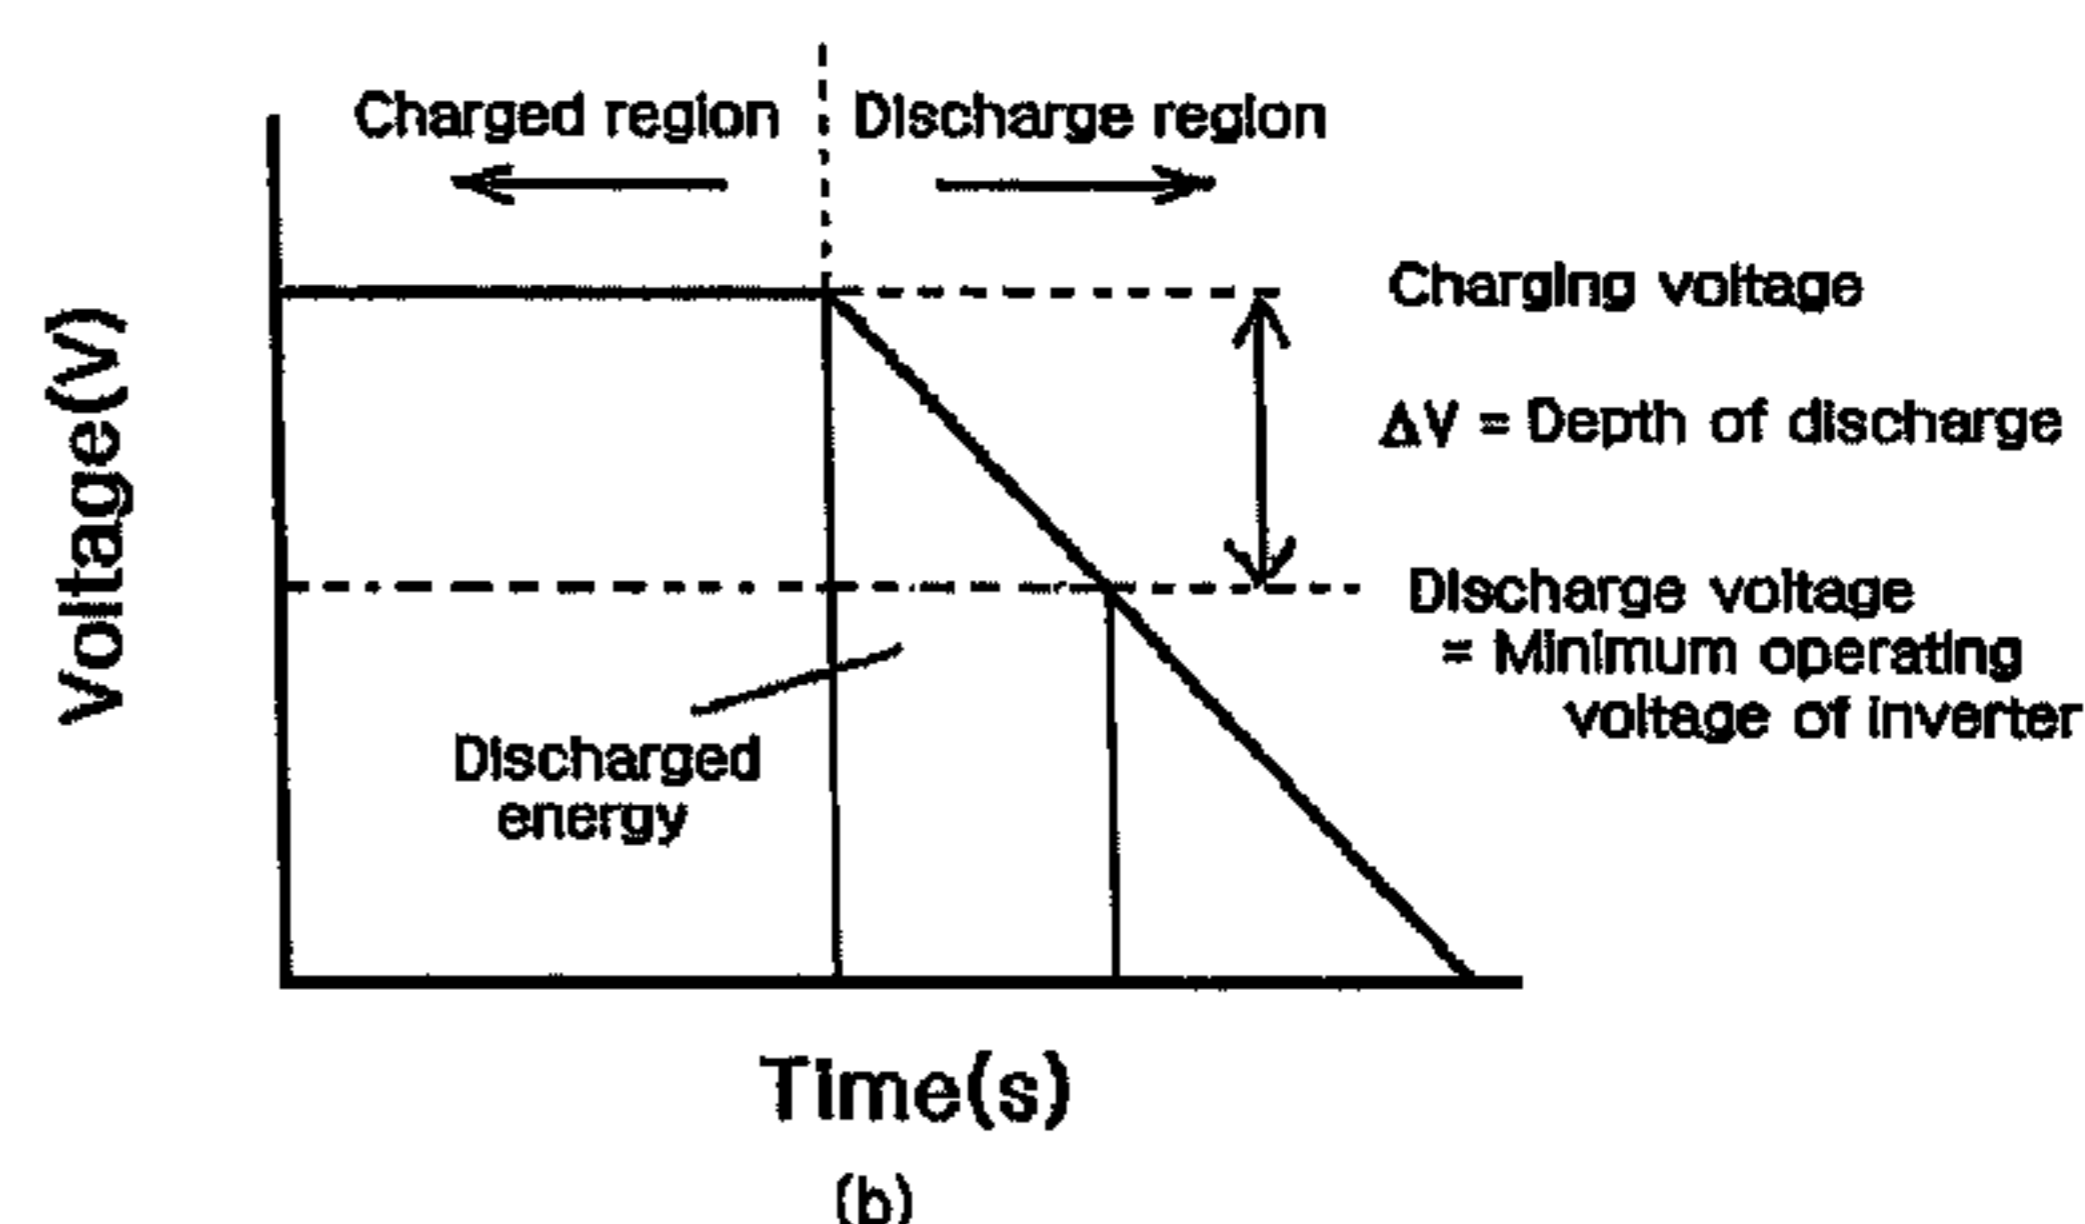 Charged region
Discharge region
Charging voltage
ΔV = Depth of discharge
Discharge voltage
= Minimum operating
voltage of inverter
Discharged
energy
Voltage(V)
Time(s)
(b)